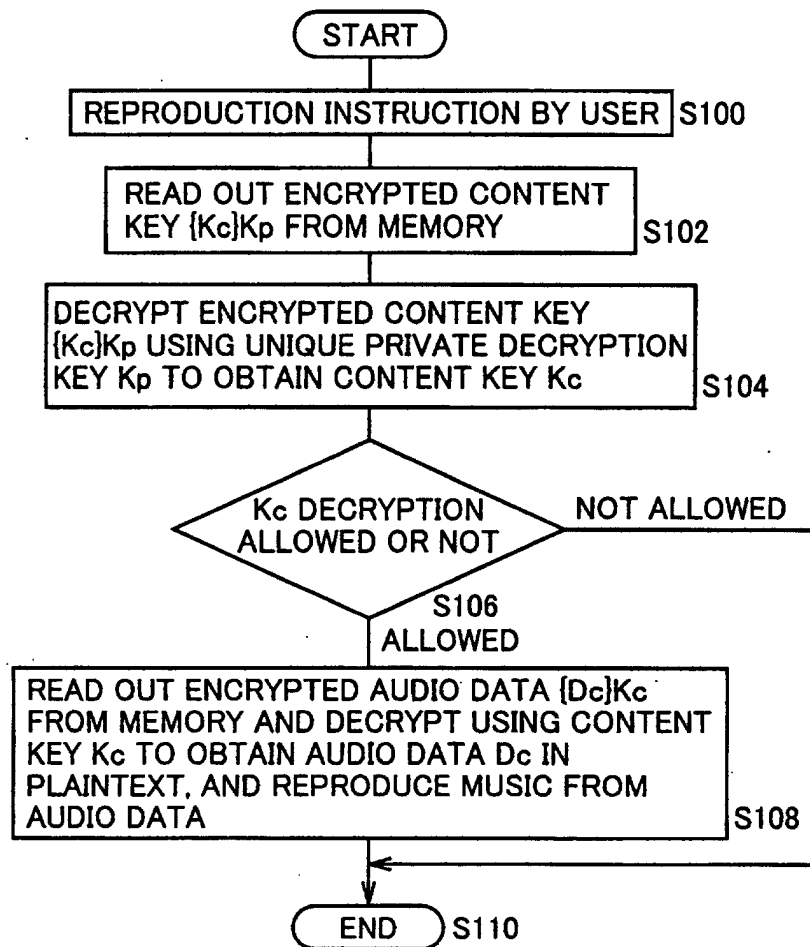 START
REPRODUCTION INSTRUCTION BY USER
S100
READ OUT ENCRYPTED CONTENT
KEY {Kc}Kp FROM MEMORY
S102
DECRYPT ENCRYPTED CONTENT KEY
{Kc}Kp USING UNIQUE PRIVATE DECRYPTION
KEY Kp TO OBTAIN CONTENT KEY Kc
S104
Kc DECRYPTION
ALLOWED OR NOT
NOT ALLOWED
S106
ALLOWED
READ OUT ENCRYPTED AUDIO DATA {Dc}Kc
FROM MEMORY AND DECRYPT USING CONTENT
KEY Kc TO OBTAIN AUDIO DATA Dc IN
PLAINTEXT, AND REPRODUCE MUSIC FROM
AUDIO DATA
S108
END
S110